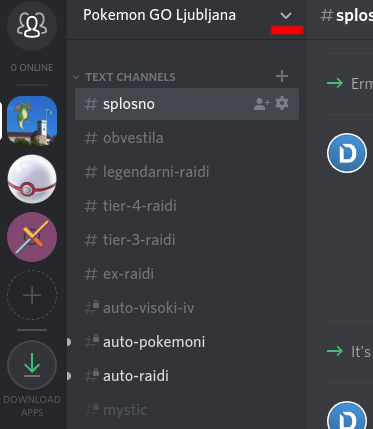 Pokemon GO Ljubljana
# splos
0 ONLINE
TEXT CHANNELS
# splosno
Erm
# obvestila
# legendarni-raidi
# tier-4-raidi
# tier-3-raidi
# ex-raidi
# auto-visoki-iv
# auto-pokemoni
It's
# auto-raidi
DOWNLOAD
APPS
# mystic